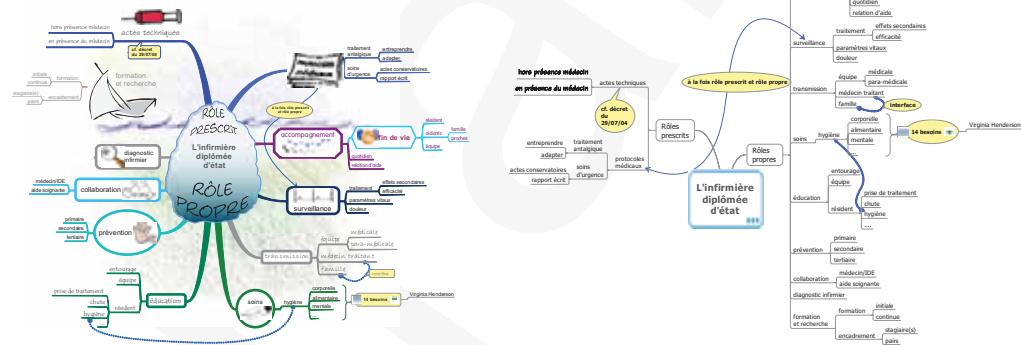 hors présence médecin
en présence du médecin
actes techniques
cf. décret
du 29/07/04
initiale
continue
formation
stagiaire(s)
pairs
encadrement
formation
et recherche
RÔLE
PRESCRIT
L'infirmière
diplômée
d'état
RÔLE
PROPRE
diagnostic
infirmier
médecin/IDE
aide soignante
collaboration
primaire
secondaire
tertiaire
prévention
entourage
équipe
prise de traitement
chute
hygiène
...
résident
éducation
traitement
antalgique
entreprendre
adapter
soins
d'urgence
actes conservatoires
rapport écrit
à la fois rôle prescrit
et rôle propre
accompagnement
fin de vie
résident
aidants
équipe
famille
proches
quotidien
relation d'aide
surveillance
traitement
effets secondaires
efficacité
paramètres vitaux
douleur
transmission
équipe
médicale
para-médicale
médecin traitant
famille
soins
hygiène
corporelle
alimentaire
mentale
...
14 besoins
Virginia Henderson
hors présence médecin
en présence du médecin
actes techniques
cf. décret
du
29/07/04
entreprendre
adapter
traitement
antalgique
actes conservatoires
rapport écrit
soins
d'urgence
protocoles
médicaux
Rôles
prescrits
L'infirmière
diplômée
d'état
Rôles
propres
à la fois rôle prescrit et rôle propre
quotidien
relation d'aide
surveillance
traitement
effets secondaires
efficacité
paramètres vitaux
douleur
transmission
équipe
médicale
para-médicale
médecin traitant
famille
interface
soins
hygiène
corporelle
alimentaire
mentale
...
14 besoins
Virginia Henderson
éducation
entourage
équipe
résident
prise de traitement
chute
hygiène
....
prévention
primaire
secondaire
tertiaire
collaboration
médecin/IDE
aide soignante
diagnostic infirmier
formation
et recherche
formation
initiale
continue
encadrement
stagiaire(s)
pairs